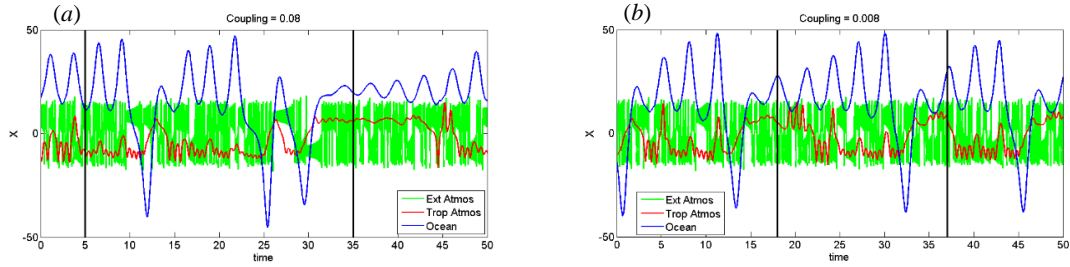 (a)
Coupling = 0.08
50
0
-50
X
0
5
10
15
20
25
30
35
40
45
50
time
Ext Atmos
Trop Atmos
Ocean
(b)
Coupling = 0.008
50
0
-50
X
0
5
10
15
20
25
30
35
40
45
50
time
Ext Atmos
Trop Atmos
Ocean